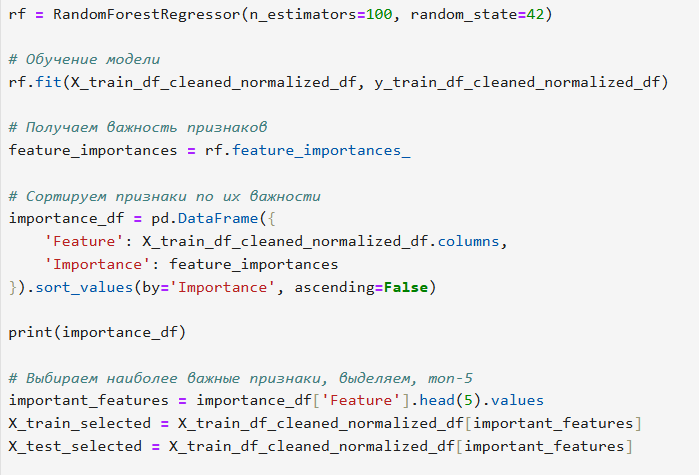 rf = RandomForestRegressor(n_estimators=100, random_state=42)
# Обучение модели
rf.fit(X_train_df_cleaned_normalized_df, y_train_df_cleaned_normalized_df)
# Получаем важность признаков
feature_importances = rf.feature_importances_
# Сортируем признаки по их важности
importance_df = pd.DataFrame({
    'Feature': X_train_df_cleaned_normalized_df.columns,
    'Importance': feature_importances
}).sort_values(by='Importance', ascending=False)
print(importance_df)
# Выбираем наиболее важные признаки, выделяем, топ-5
important_features = importance_df['Feature'].head(5).values
X_train_selected = X_train_df_cleaned_normalized_df[important_features]
X_test_selected = X_train_df_cleaned_normalized_df[important_features]